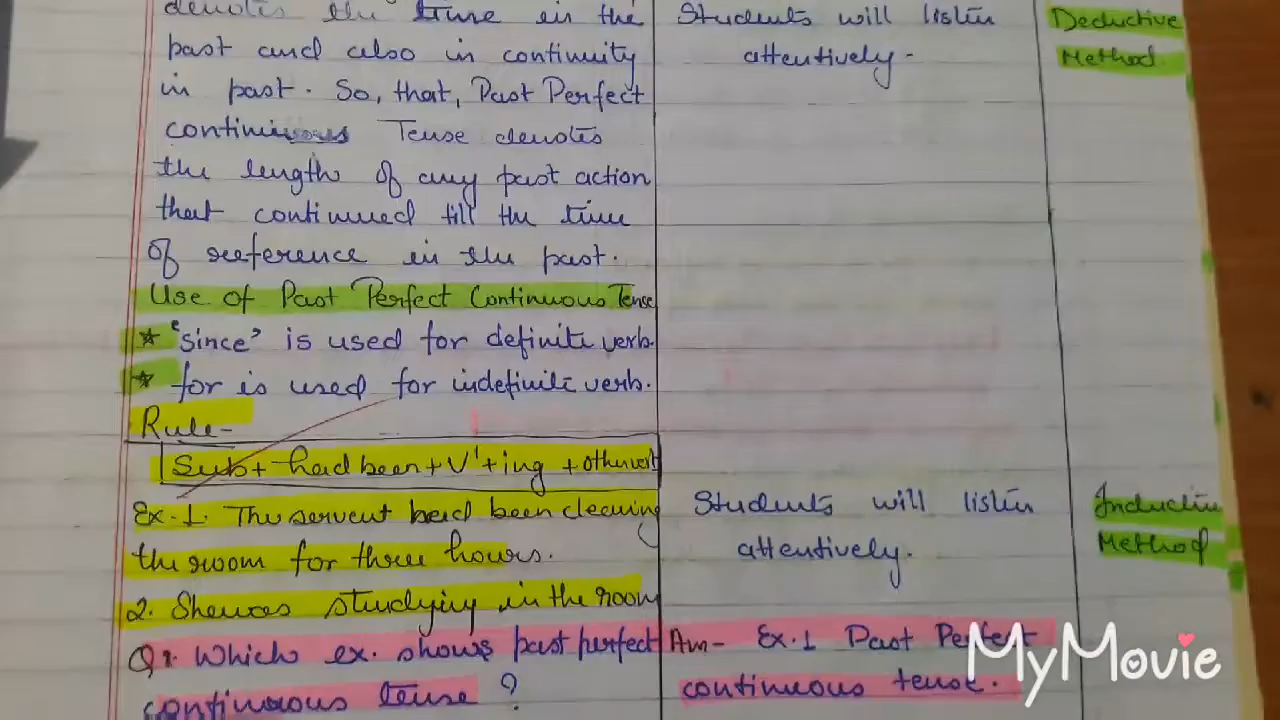 denotes the time in the
past and also in continuity
in past. So, that, Past Perfect
continuous Tense denotes
the length of any past action
that continued till the time
of reference in the past.
Use of Past Perfect Continuous Tense
★ 'since' is used for definite verb.
★ for is used for indefinite verb.
Rule-
Sub + had been + V¹ + ing + other verb
Ex-1. The servent had been cleaning
the room for three hours.
2. She was studying in the room
Q1. Which ex. shows past perfect
continuous tense ?
Students will listen
attentively.
Students will listen
attentively.
Ans- Ex.1 Past Perfect
continuous tense.
Deductive
Method.
Inductive
Method
MyMovie